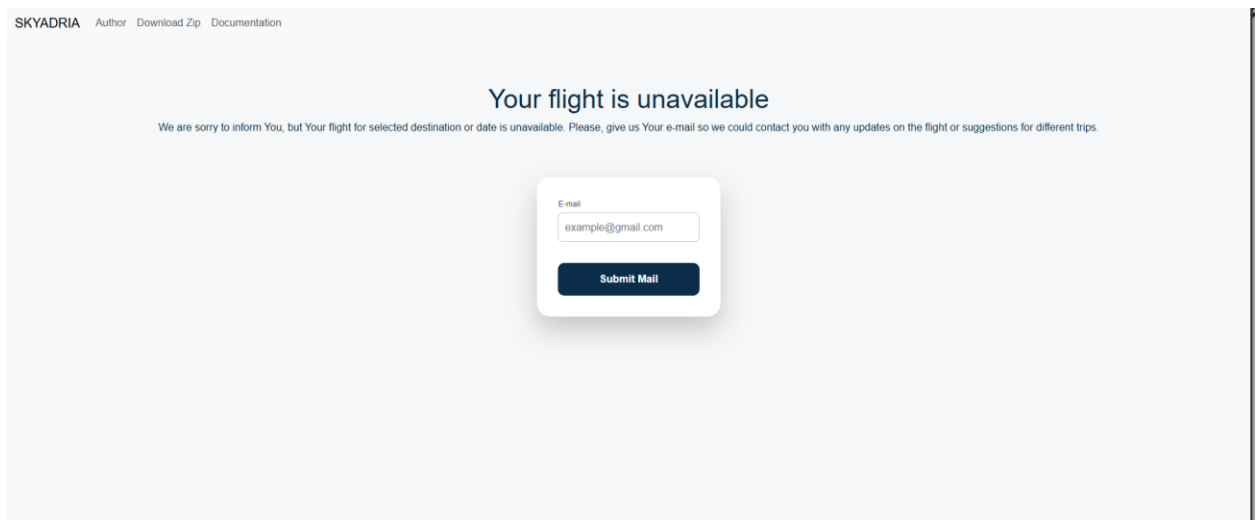 SKYADRIA Author Download Zip Documentation
Your flight is unavailable
We are sorry to inform You, but Your flight for selected destination or date is unavailable. Please, give us Your e-mail so we could contact you with any updates on the flight or suggestions for different trips.
E-mail
example@gmail.com
Submit Mail